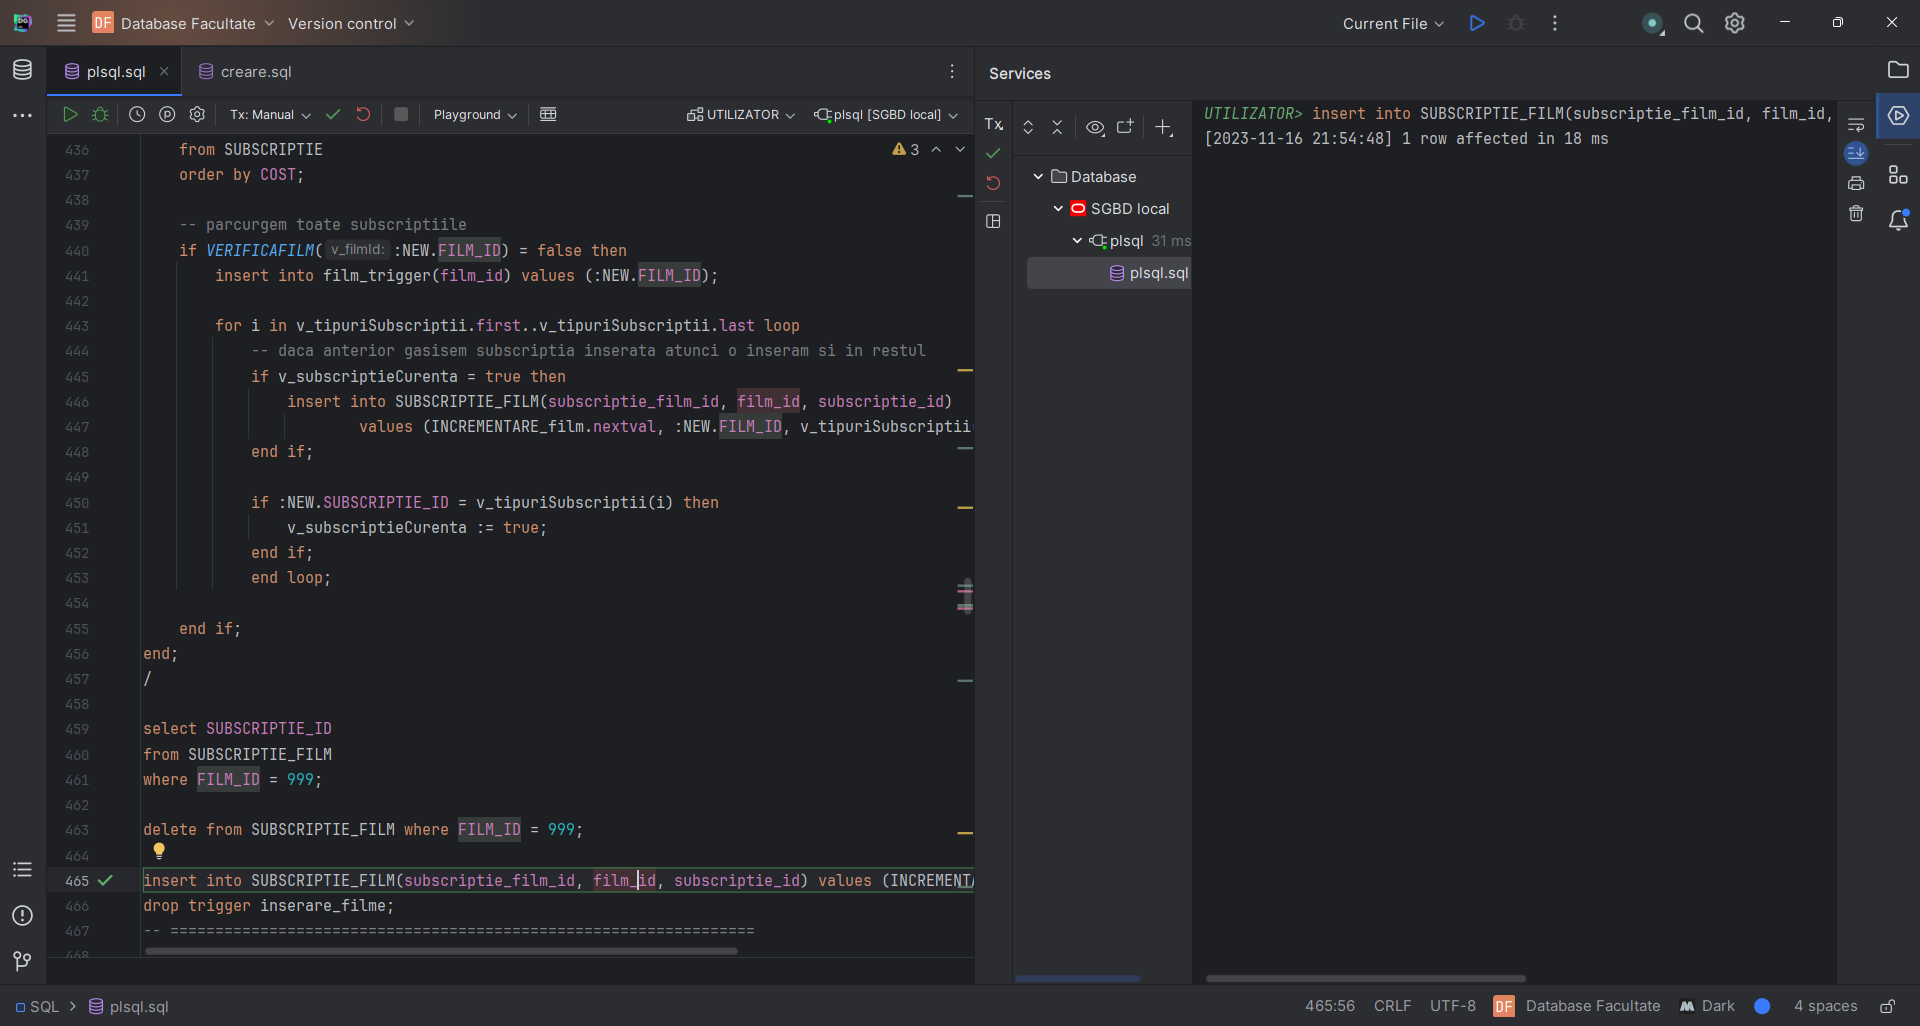 DF Database Facultate Version control Current File
plsql.sql creare.sql
Tx: Manual Playground UTILIZATOR plsql [SGBD local]
436 from SUBSCRIPTIE 3
437 order by COST;
438
439 -- parcurgem toate subscriptiile
440 if VERIFICAFILM( v_filmId: :NEW.FILM_ID) = false then
441 insert into film_trigger(film_id) values (:NEW.FILM_ID);
442
443 for i in v_tipuriSubscriptii.first..v_tipuriSubscriptii.last loop
444 -- daca anterior gasisem subscriptia inserata atunci o inseram si in restul
445 if v_subscriptieCurenta = true then
446 insert into SUBSCRIPTIE_FILM(subscriptie_film_id, film_id, subscriptie_id)
447 values (INCREMENTARE_film.nextval, :NEW.FILM_ID, v_tipuriSubscriptii
448 end if;
449
450 if :NEW.SUBSCRIPTIE_ID = v_tipuriSubscriptii(i) then
451 v_subscriptieCurenta := true;
452 end if;
453 end loop;
454
455 end if;
456 end;
457 /
458
459 select SUBSCRIPTIE_ID
460 from SUBSCRIPTIE_FILM
461 where FILM_ID = 999;
462
463 delete from SUBSCRIPTIE_FILM where FILM_ID = 999;
464
465 insert into SUBSCRIPTIE_FILM(subscriptie_film_id, film_id, subscriptie_id) values (INCREMENTA
466 drop trigger inserare_filme;
467 -- =================================================================
468
Services
Tx
Database
SGBD local
plsql 31 ms
plsql.sql
UTILIZATOR> insert into SUBSCRIPTIE_FILM(subscriptie_film_id, film_id,
[2023-11-16 21:54:48] 1 row affected in 18 ms
SQL > plsql.sql 465:56 CRLF UTF-8 DF Database Facultate Dark 4 spaces